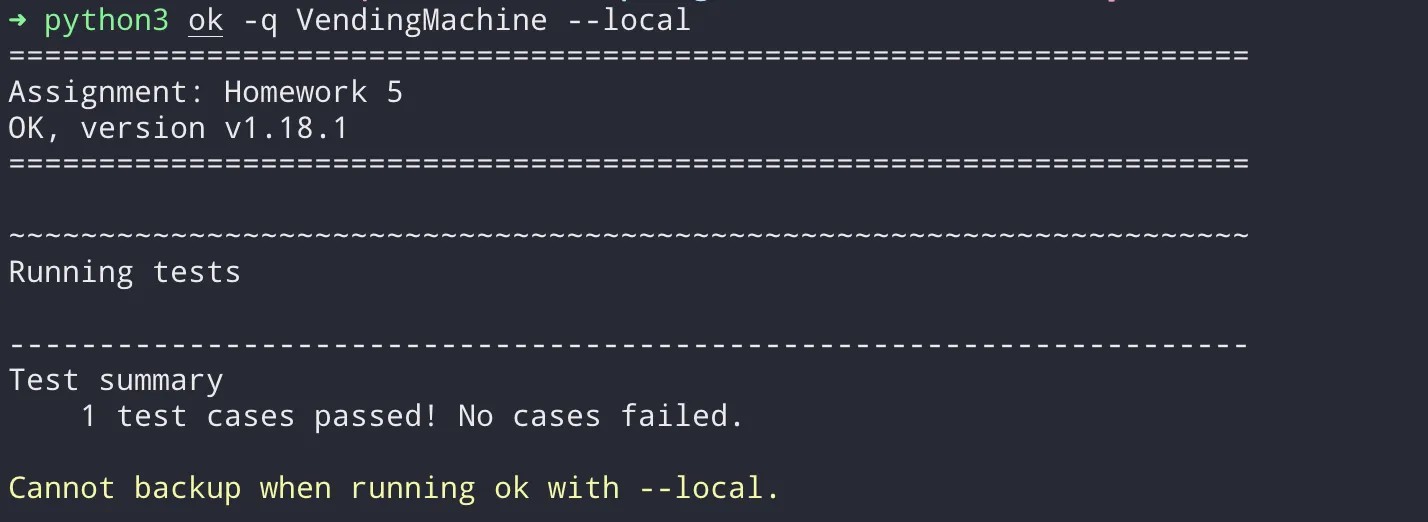 ➜ python3 ok -q VendingMachine --local
=====================================================================
Assignment: Homework 5
OK, version v1.18.1
=====================================================================
~~~~~~~~~~~~~~~~~~~~~~~~~~~~~~~~~~~~~~~~~~~~~~~~~~~~~~~~~~~~~~~~~~~~~
Running tests
---------------------------------------------------------------------
Test summary
    1 test cases passed! No cases failed.
Cannot backup when running ok with --local.